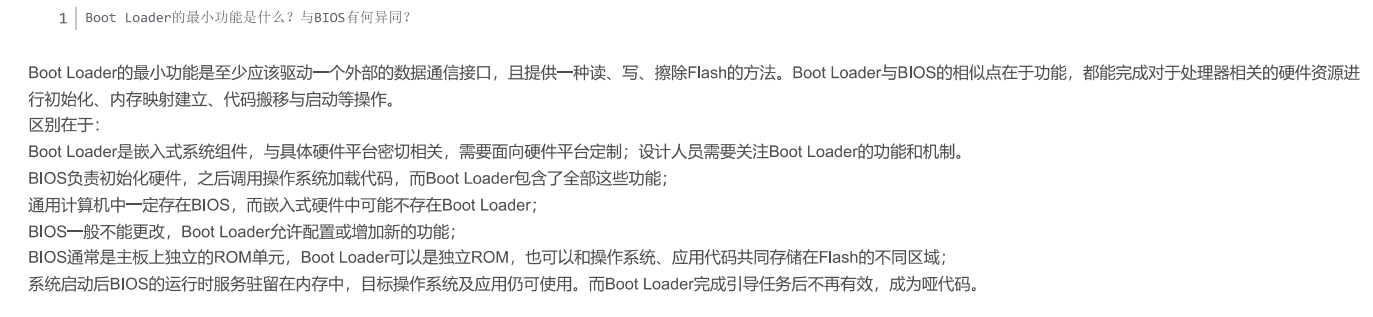 1 Boot Loader的最小功能是什么？与BIOS有何异同？
Boot Loader的最小功能是至少应该驱动一个外部的数据通信接口，且提供一种读、写、擦除Flash的方法。Boot Loader与BIOS的相似点在于功能，都能完成对于处理器相关的硬件资源进
行初始化、内存映射建立、代码搬移与启动等操作。
区别在于：
Boot Loader是嵌入式系统组件，与具体硬件平台密切相关，需要面向硬件平台定制；设计人员需要关注Boot Loader的功能和机制。
BIOS负责初始化硬件，之后调用操作系统加载代码，而Boot Loader包含了全部这些功能；
通用计算机中一定存在BIOS，而嵌入式硬件中可能不存在Boot Loader；
BIOS一般不能更改，Boot Loader允许配置或增加新的功能；
BIOS通常是主板上独立的ROM单元，Boot Loader可以是独立ROM，也可以和操作系统、应用代码共同存储在Flash的不同区域；
系统启动后BIOS的运行时服务驻留在内存中，目标操作系统及应用仍可使用。而Boot Loader完成引导任务后不再有效，成为哑代码。